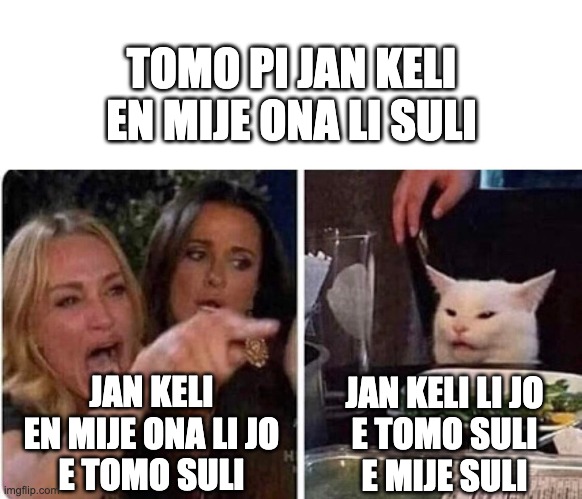 TOMO PI JAN KELI
EN MIJE ONA LI SULI
JAN KELI
EN MIJE ONA LI JO
E TOMO SULI
JAN KELI LI JO
E TOMO SULI
E MIJE SULI
imgflip.com